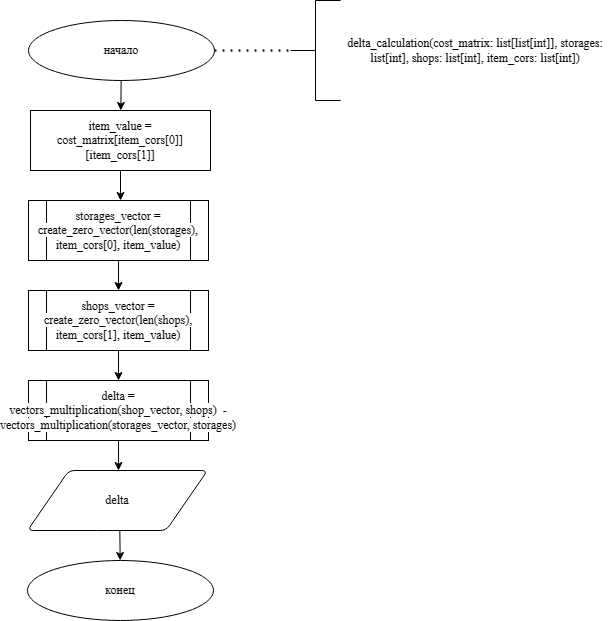 начало
delta_calculation(cost_matrix: list[list[int]], storages:
list[int], shops: list[int], item_cors: list[int])
item_value =
cost_matrix[item_cors[0]]
[item_cors[1]]
storages_vector =
create_zero_vector(len(storages),
item_cors[0], item_value)
shops_vector =
create_zero_vector(len(shops),
item_cors[1], item_value)
delta =
vectors_multiplication(shop_vector, shops) -
vectors_multiplication(storages_vector, storages)
delta
конец